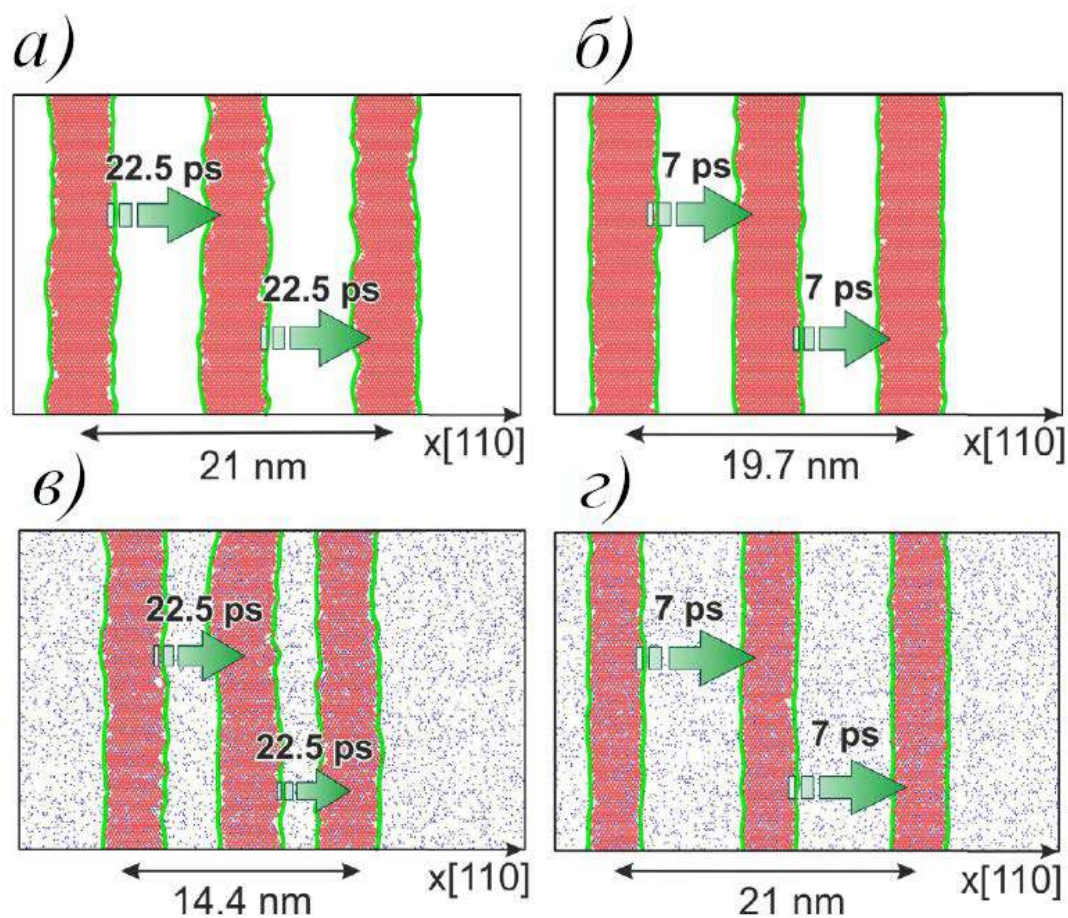 а)
22.5 ps
22.5 ps
x[110]
21 nm
б)
7 ps
7 ps
x[110]
19.7 nm
в)
22.5 ps
22.5 ps
x[110]
14.4 nm
г)
7 ps
7 ps
x[110]
21 nm